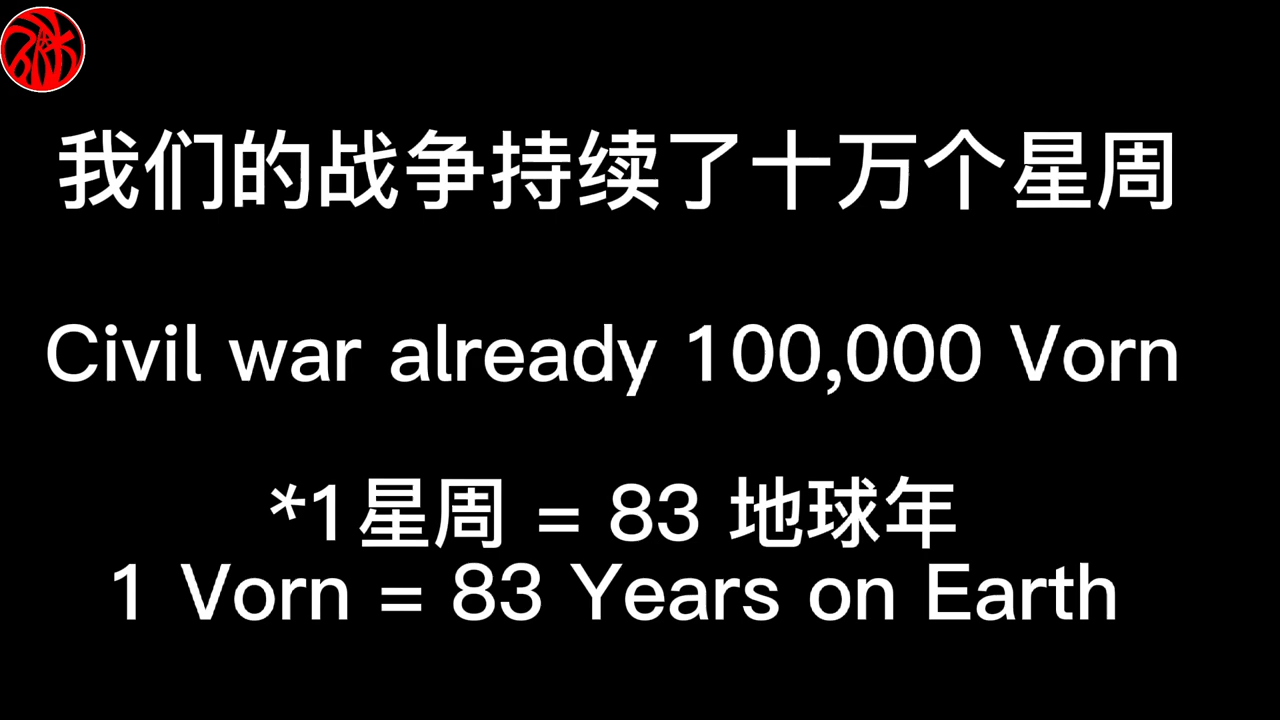 我们的战争持续了十万个星周
Civil war already 100,000 Vorn
*1星周 = 83 地球年
1 Vorn = 83 Years on Earth